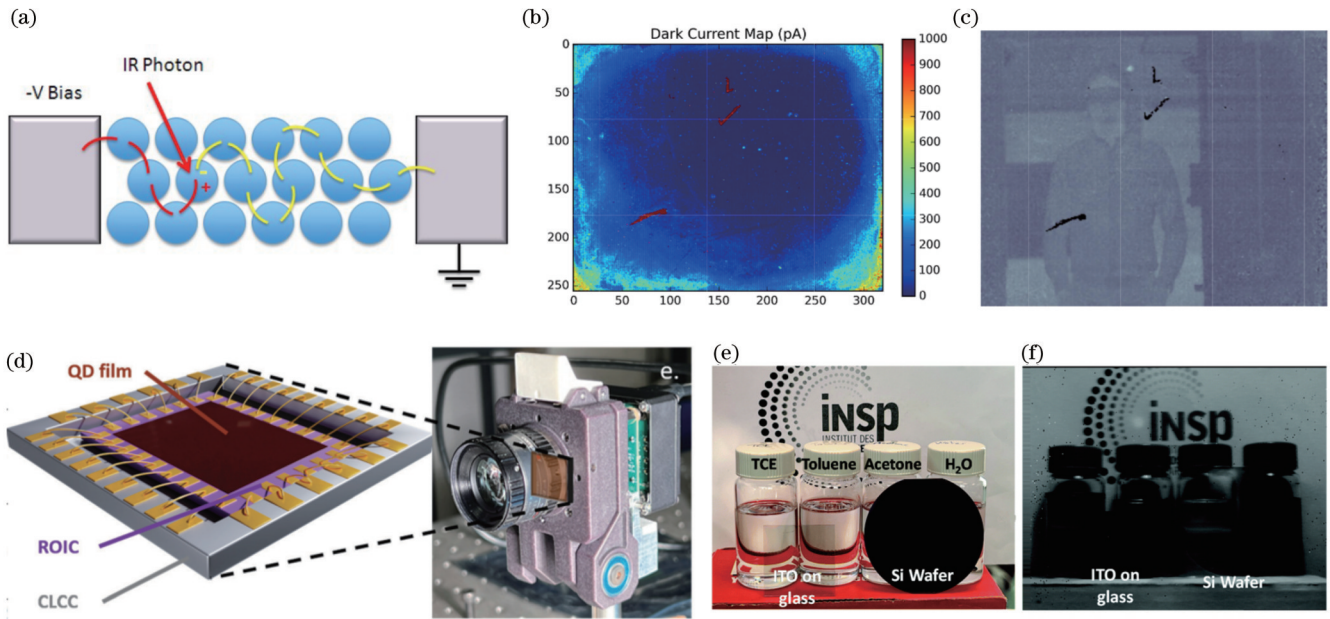 (a)
IR Photon
-V Bias
-
+
(b)
Dark Current Map (pA)
0
50
100
150
200
250
0 50 100 150 200 250 300
1000
900
800
700
600
500
400
300
200
100
0
(c)
(d)
QD film
ROIC
CLCC
e.
(e)
insp
INSTITUT DES
TCE Toluene Acetone H₂O
ITO on
glass
Si Wafer
(f)
insp
ITO on
glass
Si Wafer